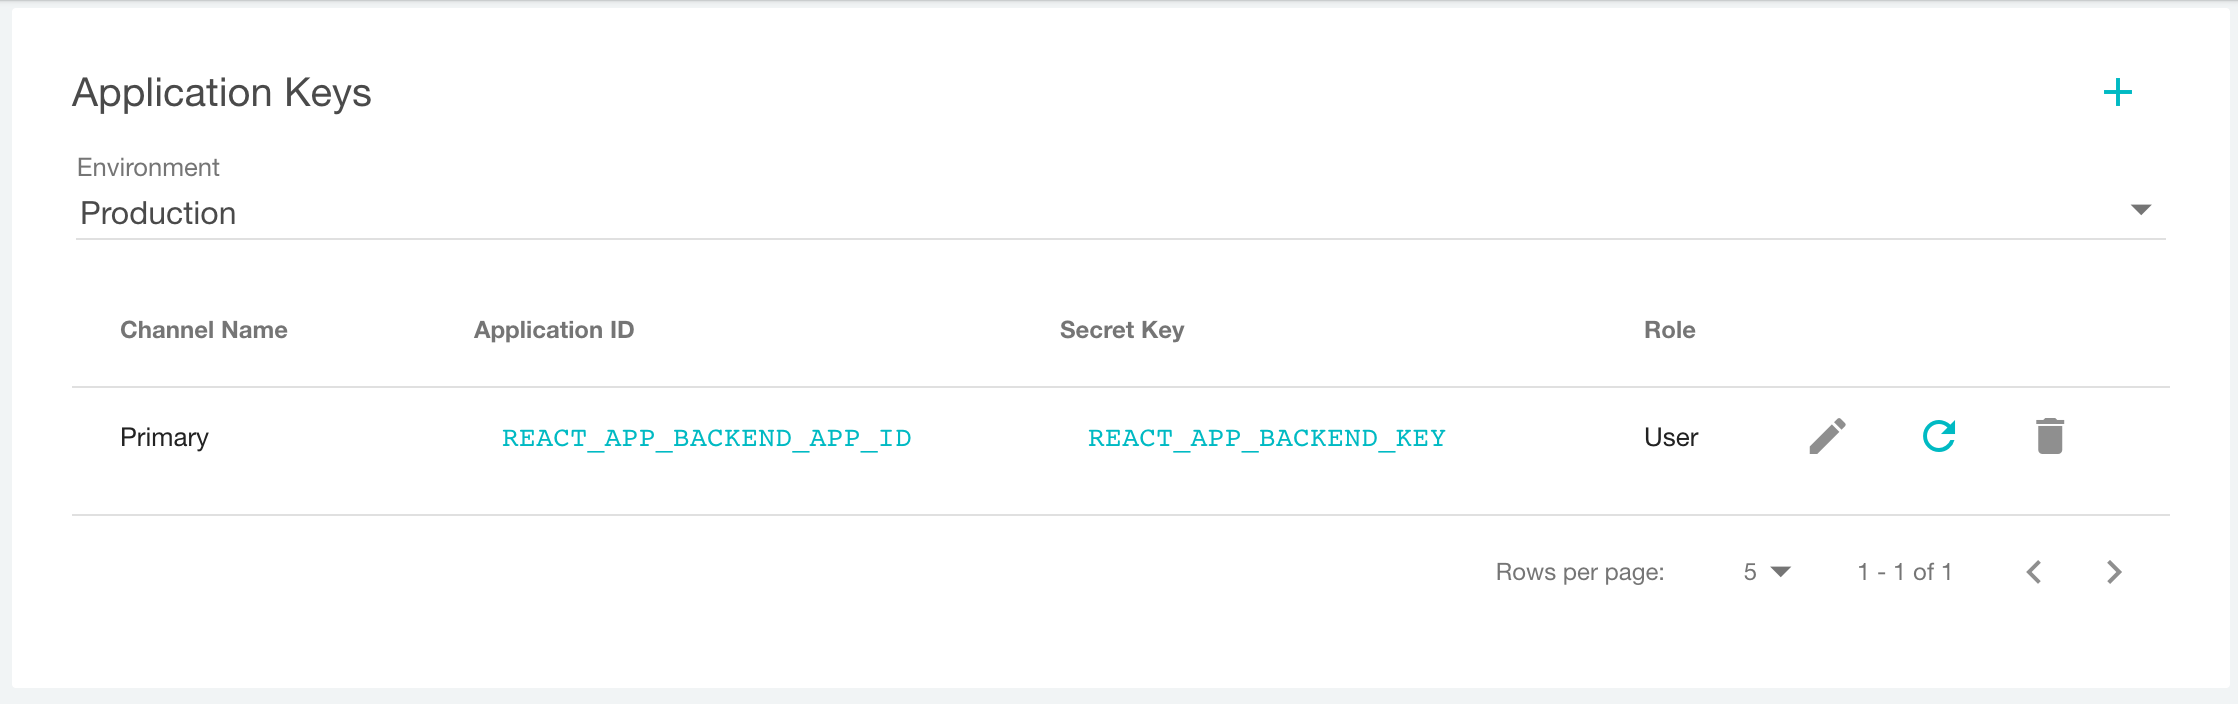 Application Keys
Environment
Production
Channel Name Application ID Secret Key Role
Primary REACT_APP_BACKEND_APP_ID REACT_APP_BACKEND_KEY User
Rows per page: 5 1 - 1 of 1